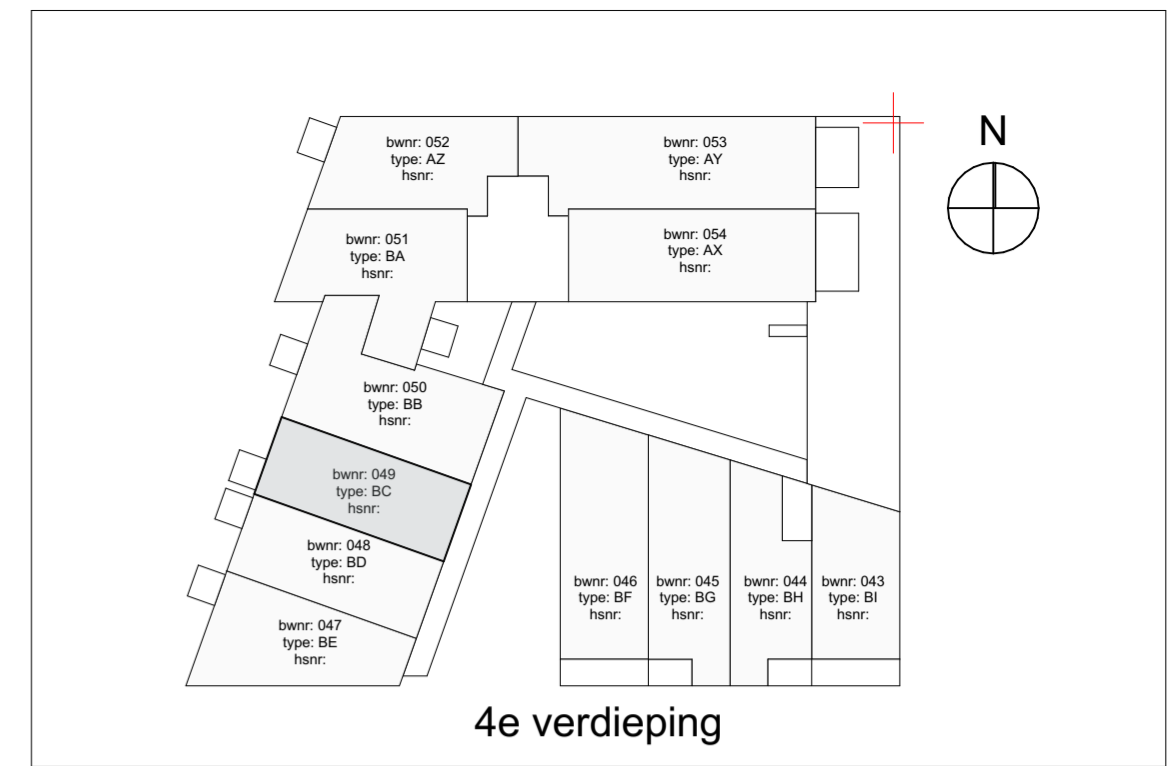 N
bwnr: 052
type: AZ
hsnr:
bwnr: 053
type: AY
hsnr:
bwnr: 051
type: BA
hsnr:
bwnr: 054
type: AX
hsnr:
bwnr: 050
type: BB
hsnr:
bwnr: 049
type: BC
hsnr:
bwnr: 048
type: BD
hsnr:
bwnr: 047
type: BE
hsnr:
bwnr: 046
type: BF
hsnr:
bwnr: 045
type: BG
hsnr:
bwnr: 044
type: BH
hsnr:
bwnr: 043
type: BI
hsnr:
4e verdieping